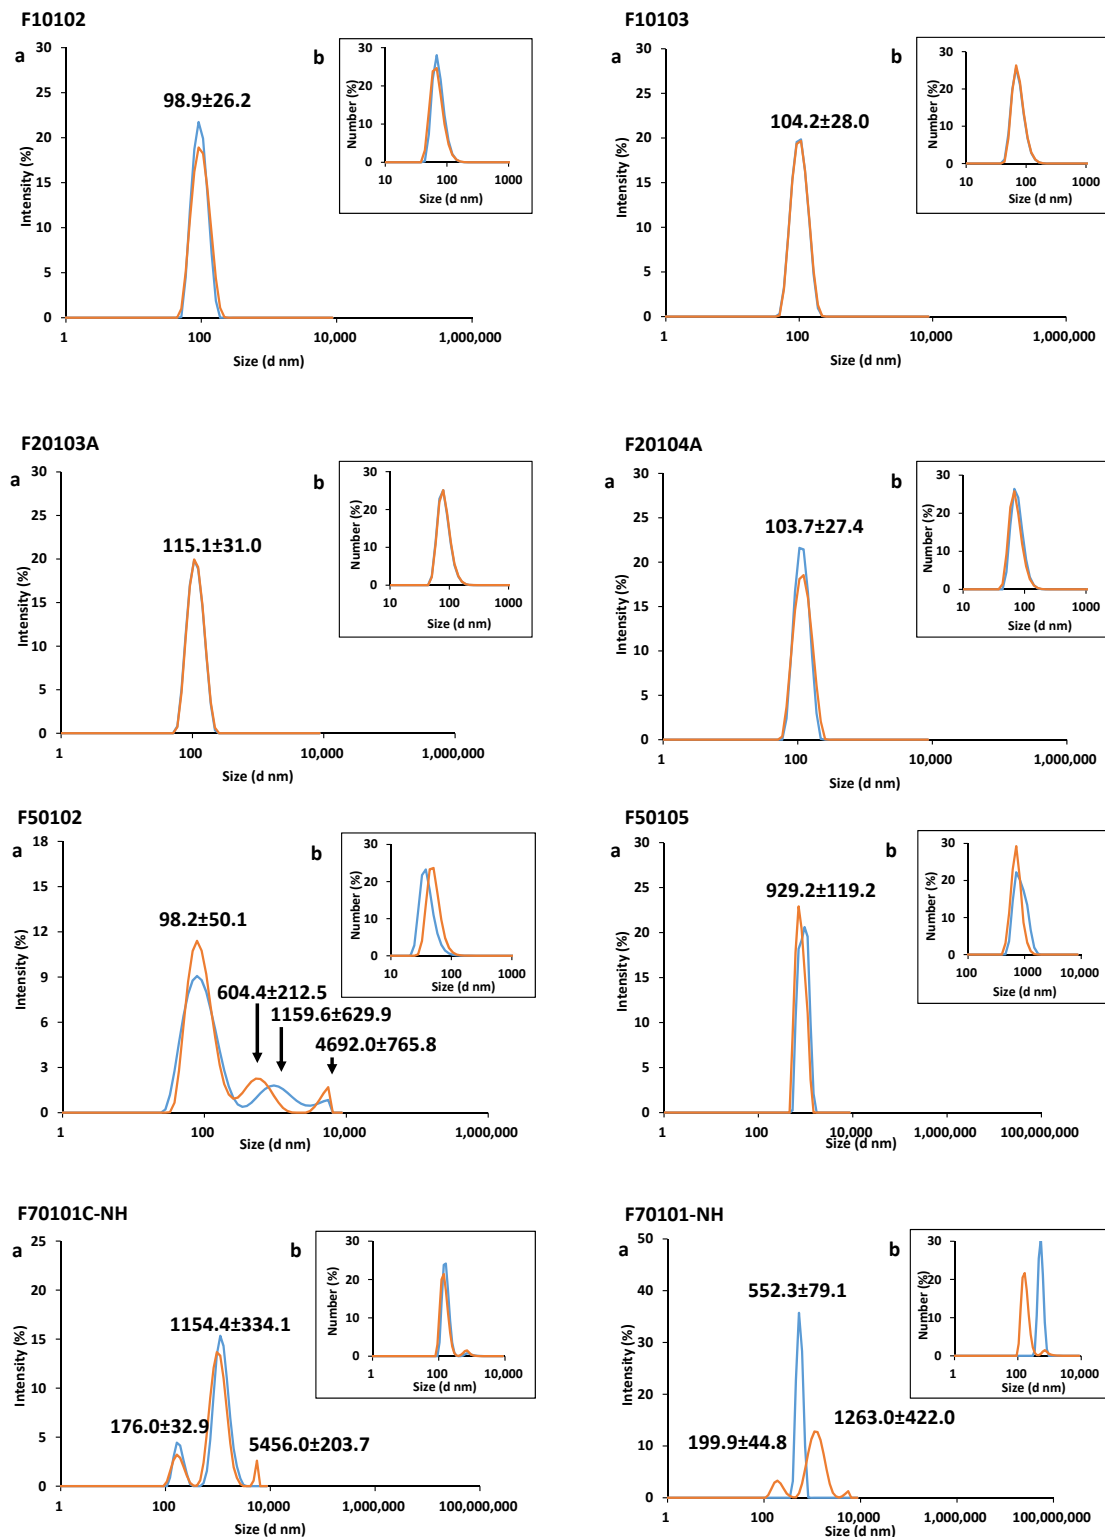 F10102
a
30
25
20
15
10
5
0
Intensity (%)
98.9±26.2
1
100
10,000
1,000,000
Size (d nm)
b
30
20
10
0
Number (%)
10
100
1000
Size (d nm)
F10103
a
30
25
20
15
10
5
0
Intensity (%)
104.2±28.0
1
100
10,000
1,000,000
Size (d nm)
b
30
20
10
0
Number (%)
10
100
1000
Size (d nm)
F20103A
a
30
25
20
15
10
5
0
Intensity (%)
115.1±31.0
1
100
10,000
1,000,000
Size (d nm)
b
30
20
10
0
Number (%)
10
100
1000
Size (d nm)
F20104A
a
30
25
20
15
10
5
0
Intensity (%)
103.7±27.4
1
100
10,000
1,000,000
Size (d nm)
b
30
20
10
0
Number (%)
10
100
1000
Size (d nm)
F50102
a
18
15
12
9
6
3
0
Intensity (%)
98.2±50.1
604.4±212.5
1159.6±629.9
4692.0±765.8
1
100
10,000
1,000,000
Size (d nm)
b
30
20
10
0
Number (%)
10
100
1000
Size (d nm)
F50105
a
30
25
20
15
10
5
0
Intensity (%)
929.2±119.2
1
100
10,000
1,000,000
100,000,000
Size (d nm)
b
30
20
10
0
Number (%)
100
1000
10,000
Size (d nm)
F70101C-NH
a
25
20
15
10
5
0
Intensity (%)
1154.4±334.1
176.0±32.9
5456.0±203.7
1
100
10,000
1,000,000
100,000,000
Size (d nm)
b
30
20
10
0
Number (%)
1
100
10,000
Size (d nm)
F70101-NH
a
50
40
30
20
10
0
Intensity (%)
552.3±79.1
199.9±44.8
1263.0±422.0
1
100
10,000
1,000,000
100,000,000
Size (d nm)
b
30
20
10
0
Number (%)
1
100
10,000
Size (d nm)